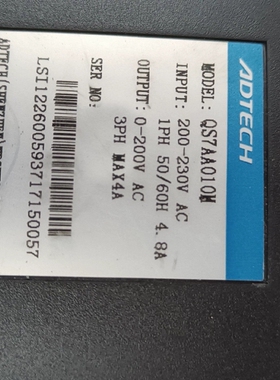 ADTECH
MODEL: QS7AA010M
INPUT: 200-230V AC
1PH 50/60H 4.8A
OUTPUT: 0-200V AC
3PH MAX4A
SER NO:
LST122600593717150057